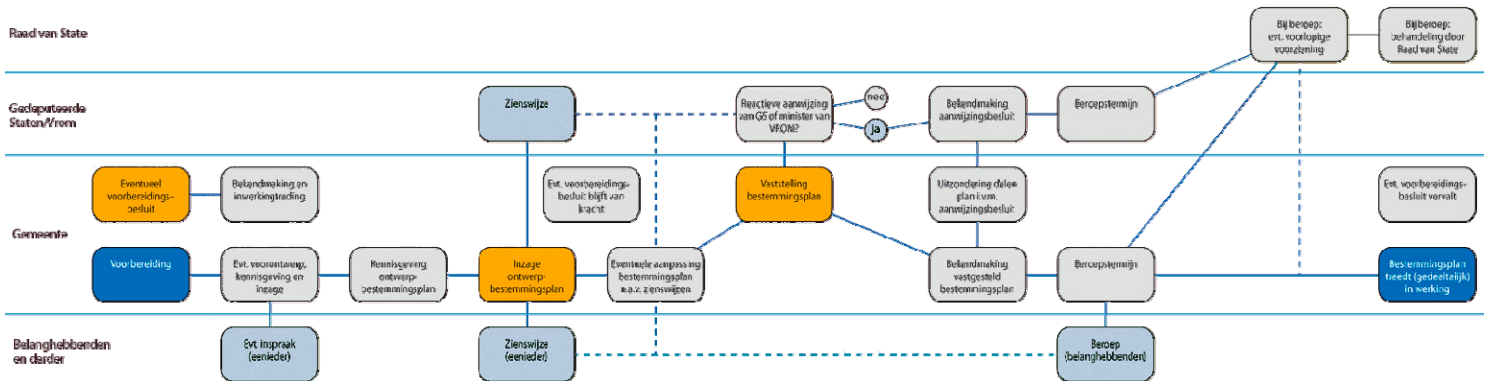 Raad van State
Bij beroep:
evt. voorlopige
voorziening
Bij beroep:
behandeling door
Raad van State
Gedeputeerde
Staten/Vrom
Zienswijze
Reactieve aanwijzing
van GS of minister van
VROM?
nee
ja
Bekendmaking
aanwijzingsbesluit
Beroepstermijn
Gemeente
Eventueel
voorbereidings-
besluit
Bekendmaking en
inwerkingtreding
Evt. voorbereidings-
besluit blijft van
kracht
Vaststelling
bestemmingsplan
Uitzondering delen
plan i.v.m.
aanwijzingsbesluit
Evt. voorbereidings-
besluit vervalt
Voorbereiding
Evt. voorontwerp,
kennisgeving en
inzage
Kennisgeving
ontwerp-
bestemmingsplan
Inzage
ontwerp-
bestemmingsplan
Eventuele aanpassing
bestemmingsplan
n.a.v. zienswijzen
Bekendmaking
vastgesteld
bestemmingsplan
Beroepstermijn
Bestemmingsplan
treedt (gedeeltelijk)
in werking
Belanghebbenden
en derden
Evt. inspraak
(eenieder)
Zienswijze
(eenieder)
Beroep
(belanghebbenden)